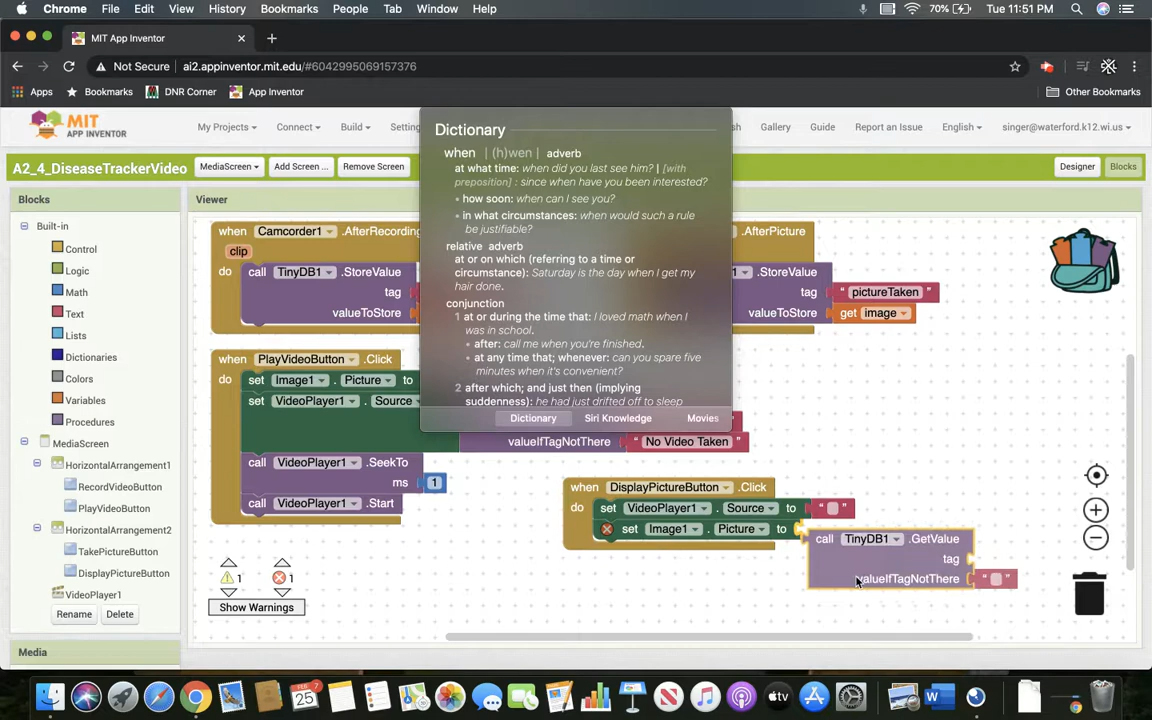 Chrome File Edit View History Bookmarks People Tab Window Help 70% Tue 11:51 PM
MIT App Inventor
Not Secure ai2.appinventor.mit.edu/#6042995069157376
Apps Bookmarks DNR Corner App Inventor Other Bookmarks
MIT
APP INVENTOR
My Projects Connect Build Setting Gallery Guide Report an Issue English singer@waterford.k12.wi.us
A2_4_DiseaseTrackerVideo MediaScreen Add Screen ... Remove Screen Designer Blocks
Blocks
Viewer
Built-in
Control
Logic
Math
Text
Lists
Dictionaries
Colors
Variables
Procedures
MediaScreen
HorizontalArrangement1
RecordVideoButton
PlayVideoButton
HorizontalArrangement2
TakePictureButton
DisplayPictureButton
VideoPlayer1
Rename Delete
Media
when Camcorder1 .AfterRecording
clip
do call TinyDB1 .StoreValue
tag
valueToStore
.AfterPicture
.StoreValue
tag " pictureTaken "
valueToStore get image
when PlayVideoButton .Click
do set Image1 . Picture to
set VideoPlayer1 . Source to
valueIfTagNotThere " No Video Taken "
call VideoPlayer1 .SeekTo
ms 1
call VideoPlayer1 .Start
when DisplayPictureButton .Click
do set VideoPlayer1 . Source to " "
set Image1 . Picture to
call TinyDB1 .GetValue
tag
valueIfTagNotThere " "
1 1
Show Warnings
Dictionary
when | (h)wen | adverb
at what time: when did you last see him? | [with
preposition] : since when have you been interested?
• how soon: when can I see you?
• in what circumstances: when would such a rule
be justifiable?
relative adverb
at or on which (referring to a time or
circumstance): Saturday is the day when I get my
hair done.
conjunction
1 at or during the time that: I loved math when I
was in school.
• after: call me when you're finished.
• at any time that; whenever: can you spare five
minutes when it's convenient?
2 after which; and just then (implying
suddenness): he had just drifted off to sleep
Dictionary Siri Knowledge Movies
FEB
25
7
tv